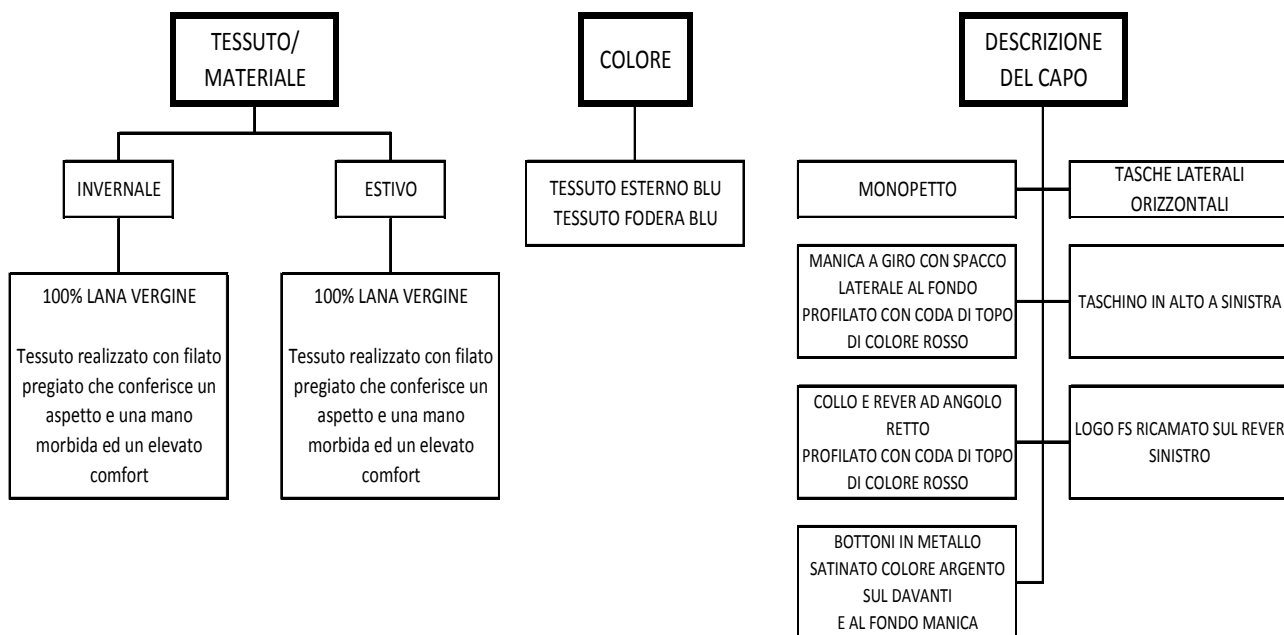 TESSUTO/
MATERIALE
COLORE
DESCRIZIONE
DEL CAPO
INVERNALE
ESTIVO
TESSUTO ESTERNO BLU
TESSUTO FODERA BLU
MONOPETTO
TASCHE LATERALI
ORIZZONTALI
100% LANA VERGINE
Tessuto realizzato con filato
pregiato che conferisce un
aspetto e una mano
morbida ed un elevato
comfort
100% LANA VERGINE
Tessuto realizzato con filato
pregiato che conferisce un
aspetto e una mano
morbida ed un elevato
comfort
MANICA A GIRO CON SPACCO
LATERALE AL FONDO
PROFILATO CON CODA DI TOPO
DI COLORE ROSSO
TASCHINO IN ALTO A SINISTRA
COLLO E REVER AD ANGOLO
RETTO
PROFILATO CON CODA DI TOPO
DI COLORE ROSSO
LOGO FS RICAMATO SUL REVER
SINISTRO
BOTTONI IN METALLO
SATINATO COLORE ARGENTO
SUL DAVANTI
E AL FONDO MANICA